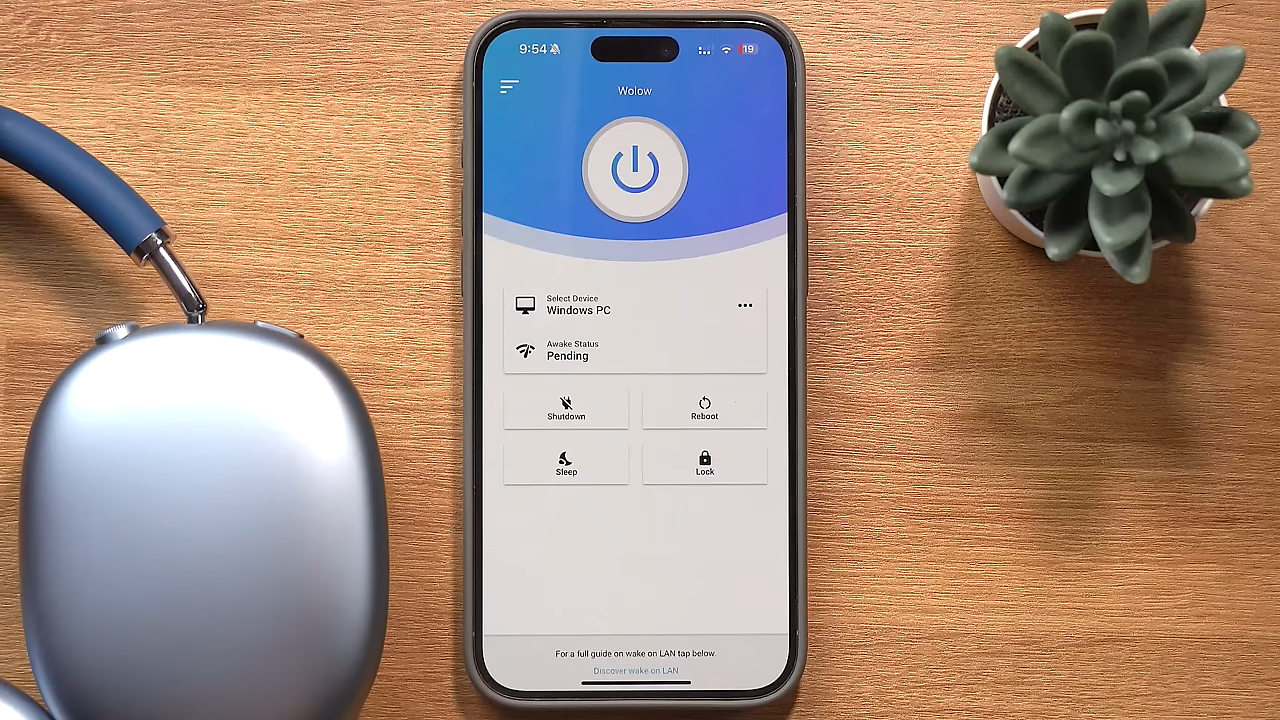 9:54
19
Wolow
Select Device
Windows PC
Awake Status
Pending
Shutdown
Reboot
Sleep
Lock
For a full guide on wake on LAN tap below.
Discover wake on LAN